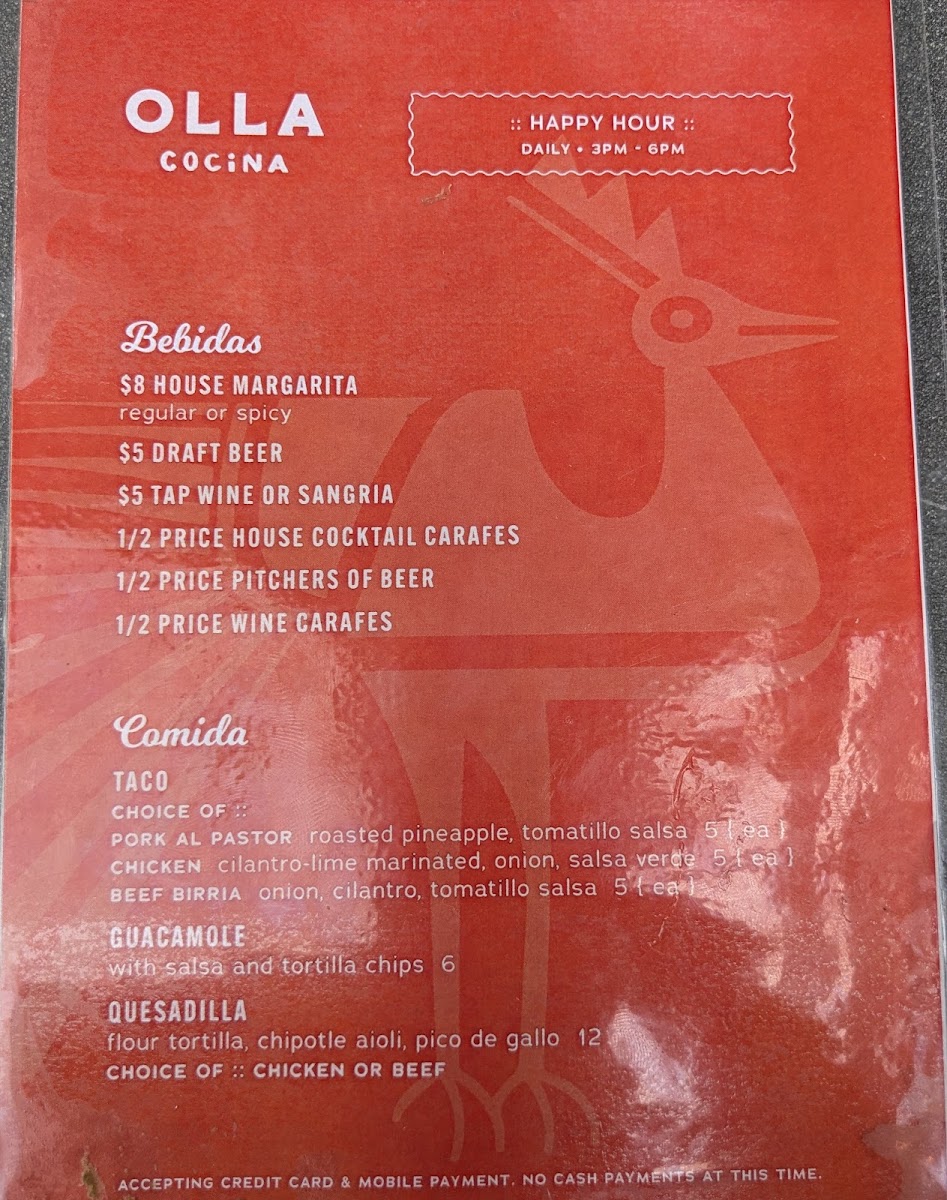 OLLA
COCiNA
:: HAPPY HOUR ::
DAILY • 3PM - 6PM
Bebidas
$8 HOUSE MARGARITA
regular or spicy
$5 DRAFT BEER
$5 TAP WINE OR SANGRIA
1/2 PRICE HOUSE COCKTAIL CARAFES
1/2 PRICE PITCHERS OF BEER
1/2 PRICE WINE CARAFES
Comida
TACO
CHOICE OF ::
PORK AL PASTOR roasted pineapple, tomatillo salsa 5 { ea }
CHICKEN cilantro-lime marinated, onion, salsa verde 5 { ea }
BEEF BIRRIA onion, cilantro, tomatillo salsa 5 { ea }
GUACAMOLE
with salsa and tortilla chips 6
QUESADILLA
flour tortilla, chipotle aioli, pico de gallo 12
CHOICE OF :: CHICKEN OR BEEF
ACCEPTING CREDIT CARD & MOBILE PAYMENT. NO CASH PAYMENTS AT THIS TIME.